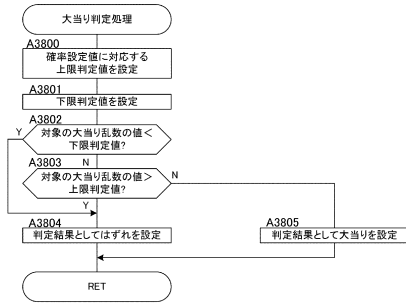 大当り判定処理
A3800
確率設定値に対応する
上限判定値を設定
A3801
下限判定値を設定
A3802
Y
対象の大当り乱数の値<
下限判定値?
A3803
N
対象の大当り乱数の値>
上限判定値?
N
Y
A3804
判定結果としてはずれを設定
A3805
判定結果として大当りを設定
RET